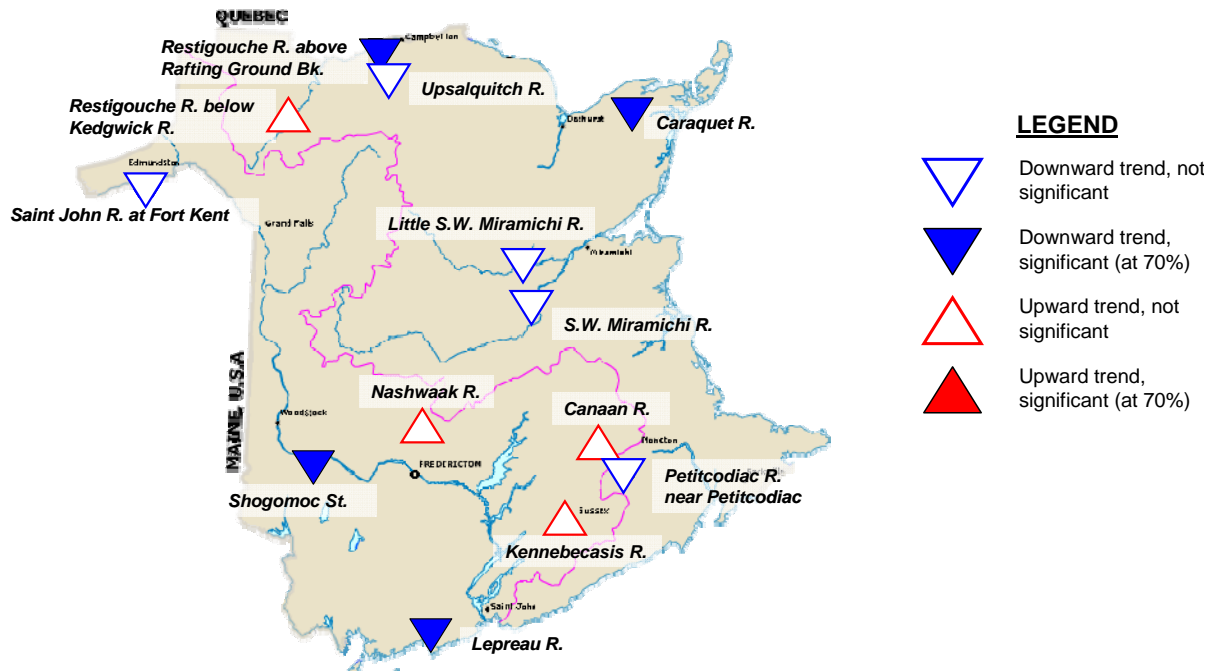 QUEBEC
Restigouche R. above
Rafting Ground Bk.
Campbellton
Upsalquitch R.
Restigouche R. below
Kedgwick R.
Bathurst
Caraquet R.
Edmundston
Saint John R. at Fort Kent
Grand Falls
Little S.W. Miramichi R.
Miramichi
S.W. Miramichi R.
MAINE, U.S.A
Nashwaak R.
Woodstock
Canaan R.
Moncton
FREDERICTON
Shogomoc St.
Petitcodiac R.
near Petitcodiac
Sussex
Kennebecasis R.
Saint John
Lepreau R.
LEGEND
Downward trend, not
significant
Downward trend,
significant (at 70%)
Upward trend, not
significant
Upward trend,
significant (at 70%)